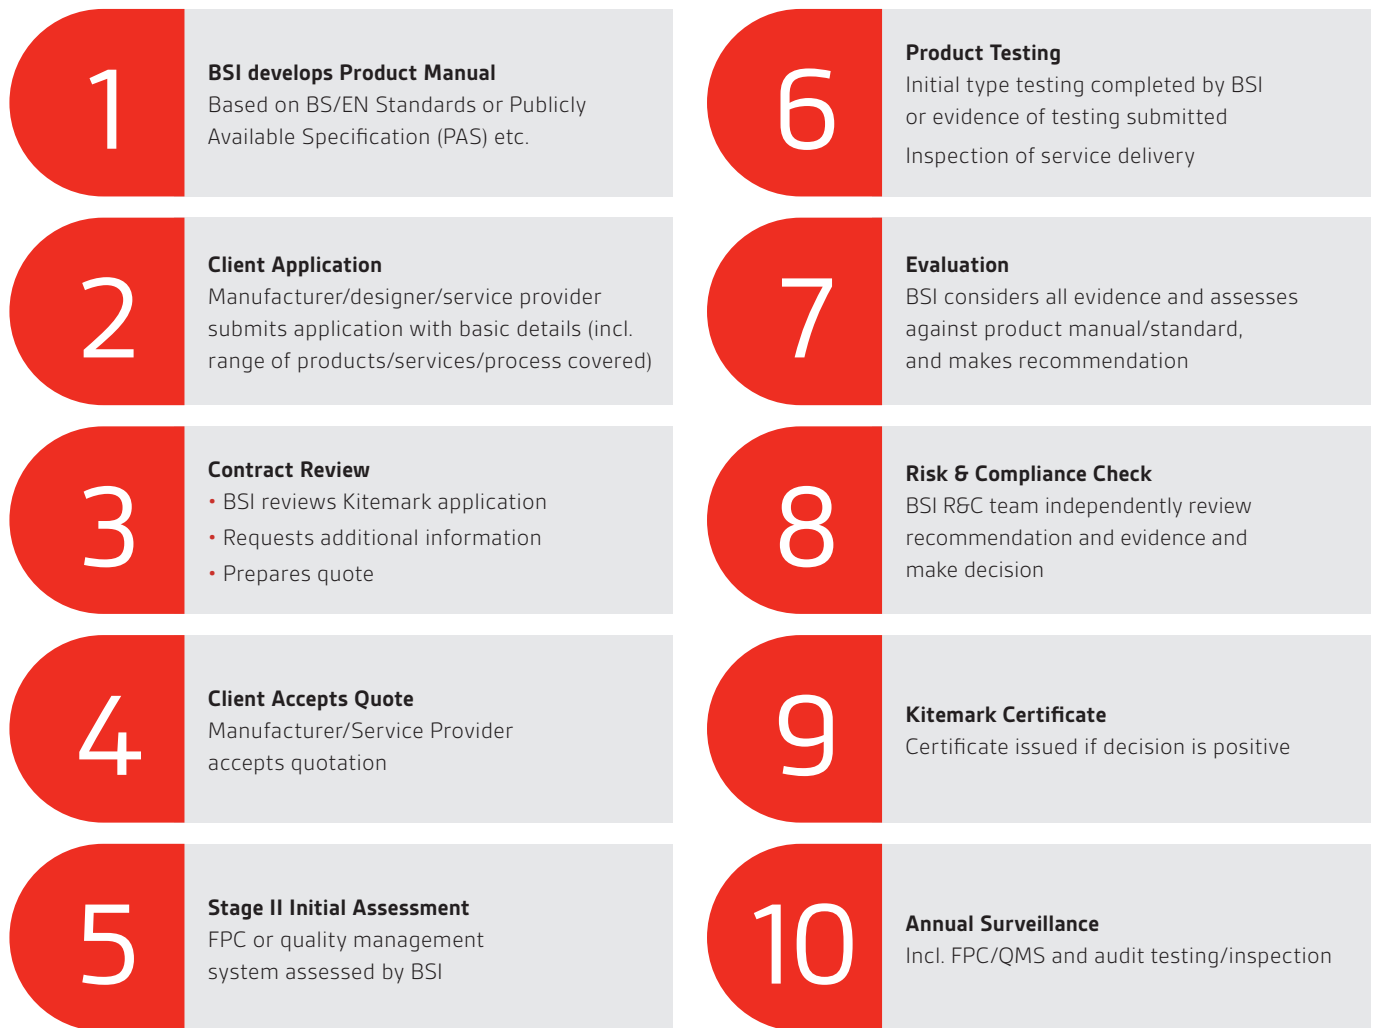 1
BSI develops Product Manual
Based on BS/EN Standards or Publicly
Available Specification (PAS) etc.
2
Client Application
Manufacturer/designer/service provider
submits application with basic details (incl.
range of products/services/process covered)
3
Contract Review
• BSI reviews Kitemark application
• Requests additional information
• Prepares quote
4
Client Accepts Quote
Manufacturer/Service Provider
accepts quotation
5
Stage II Initial Assessment
FPC or quality management
system assessed by BSI
6
Product Testing
Initial type testing completed by BSI
or evidence of testing submitted
Inspection of service delivery
7
Evaluation
BSI considers all evidence and assesses
against product manual/standard,
and makes recommendation
8
Risk & Compliance Check
BSI R&C team independently review
recommendation and evidence and
make decision
9
Kitemark Certificate
Certificate issued if decision is positive
10
Annual Surveillance
Incl. FPC/QMS and audit testing/inspection